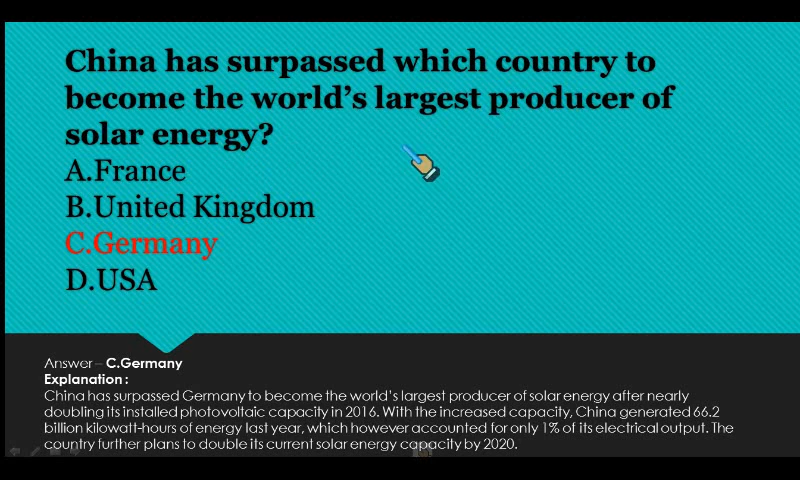 China has surpassed which country to
become the world's largest producer of
solar energy?
A.France
B.United Kingdom
C.Germany
D.USA
Answer – C.Germany
Explanation :
China has surpassed Germany to become the world's largest producer of solar energy after nearly
doubling its installed photovoltaic capacity in 2016. With the increased capacity, China generated 66.2
billion kilowatt-hours of energy last year, which however accounted for only 1% of its electrical output. The
country further plans to double its current solar energy capacity by 2020.